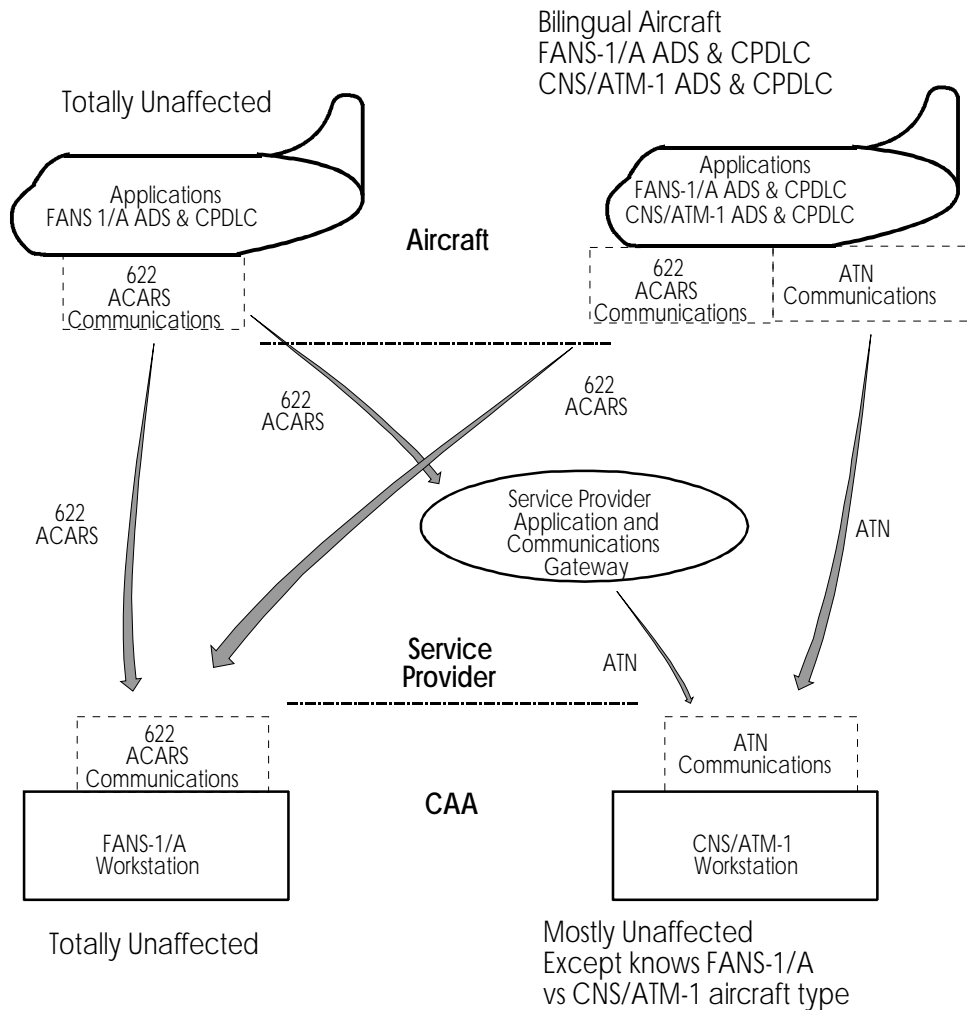 Bilingual Aircraft
FANS-1/A ADS & CPDLC
CNS/ATM-1 ADS & CPDLC
Totally Unaffected
Applications
FANS 1/A ADS & CPDLC
Applications
FANS-1/A ADS & CPDLC
CNS/ATM-1 ADS & CPDLC
Aircraft
622
ACARS
Communications
622
ACARS
Communications
ATN
Communications
622
ACARS
622
ACARS
622
ACARS
Service Provider
Application and
Communications
Gateway
ATN
Service
Provider
ATN
622
ACARS
Communications
ATN
Communications
CAA
FANS-1/A
Workstation
CNS/ATM-1
Workstation
Totally Unaffected
Mostly Unaffected
Except knows FANS-1/A
vs CNS/ATM-1 aircraft type